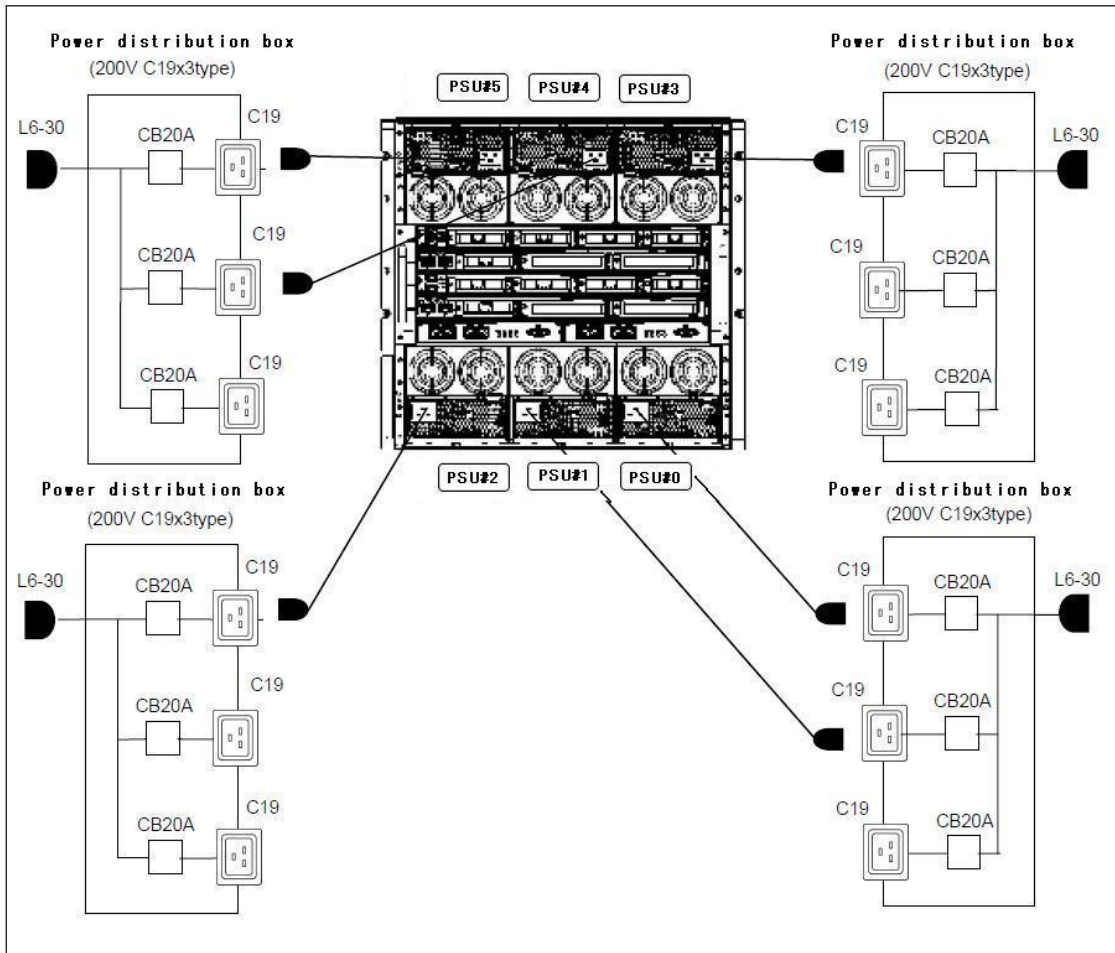 Power distribution box
(200V C19x3type)
L6-30
CB20A
C19
CB20A
C19
CB20A
C19
PSU#5
PSU#4
PSU#3
Power distribution box
(200V C19x3type)
C19
CB20A
L6-30
C19
CB20A
C19
CB20A
PSU#2
PSU#1
PSU#0
Power distribution box
(200V C19x3type)
L6-30
CB20A
C19
CB20A
C19
CB20A
C19
Power distribution box
(200V C19x3type)
C19
CB20A
L6-30
C19
CB20A
C19
CB20A